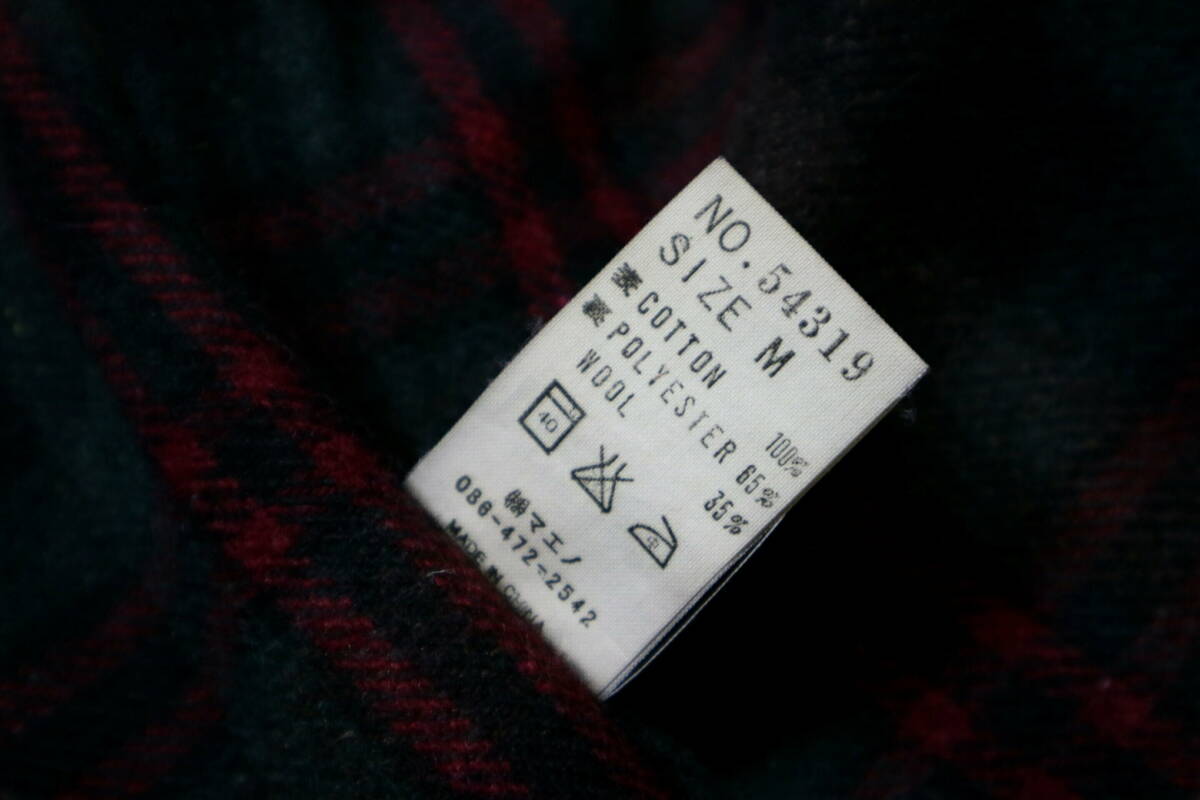 NO.54319
SIZE M
表 COTTON 100%
裏 POLYESTER 65%
WOOL 35%
40
中
㈱マエノ
086-472-2542
MADE IN CHINA